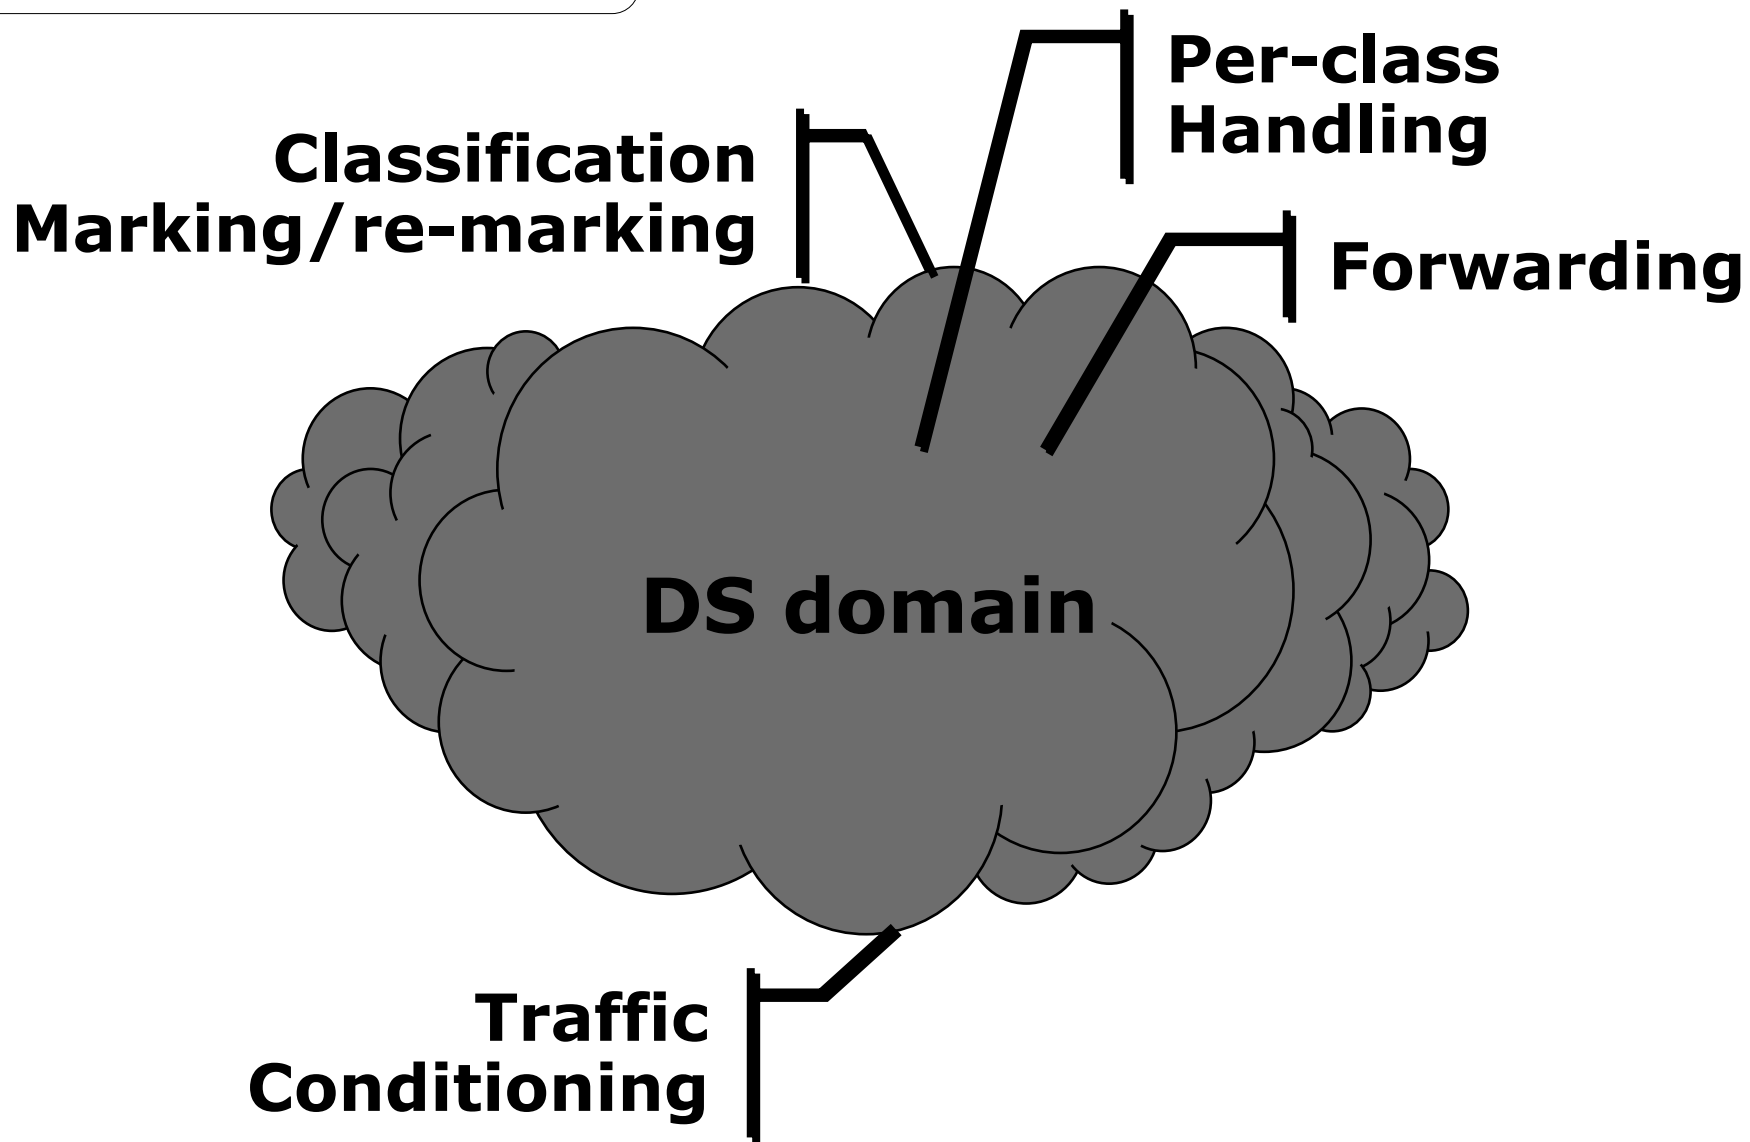 Per-class
Handling
Classification
Marking/re-marking
Forwarding
DS domain
Traffic
Conditioning